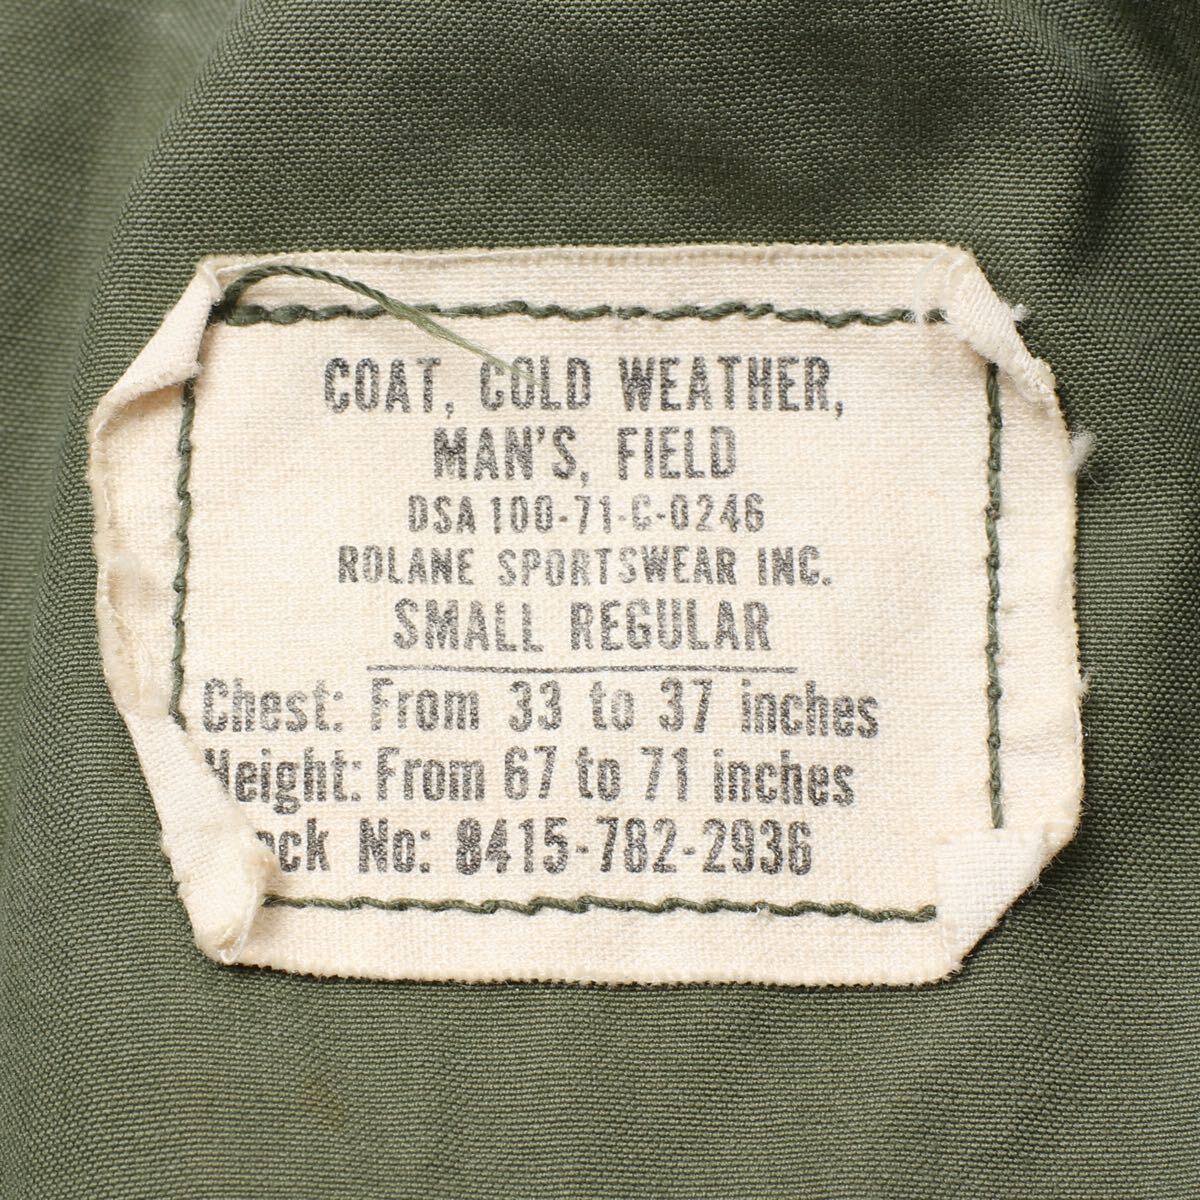 COAT, COLD WEATHER,
MAN'S, FIELD
DSA 100-71-C-0246
ROLANE SPORTSWEAR INC.
SMALL REGULAR
Chest: From 33 to 37 inches
Height: From 67 to 71 inches
ock No: 8415-782-2936